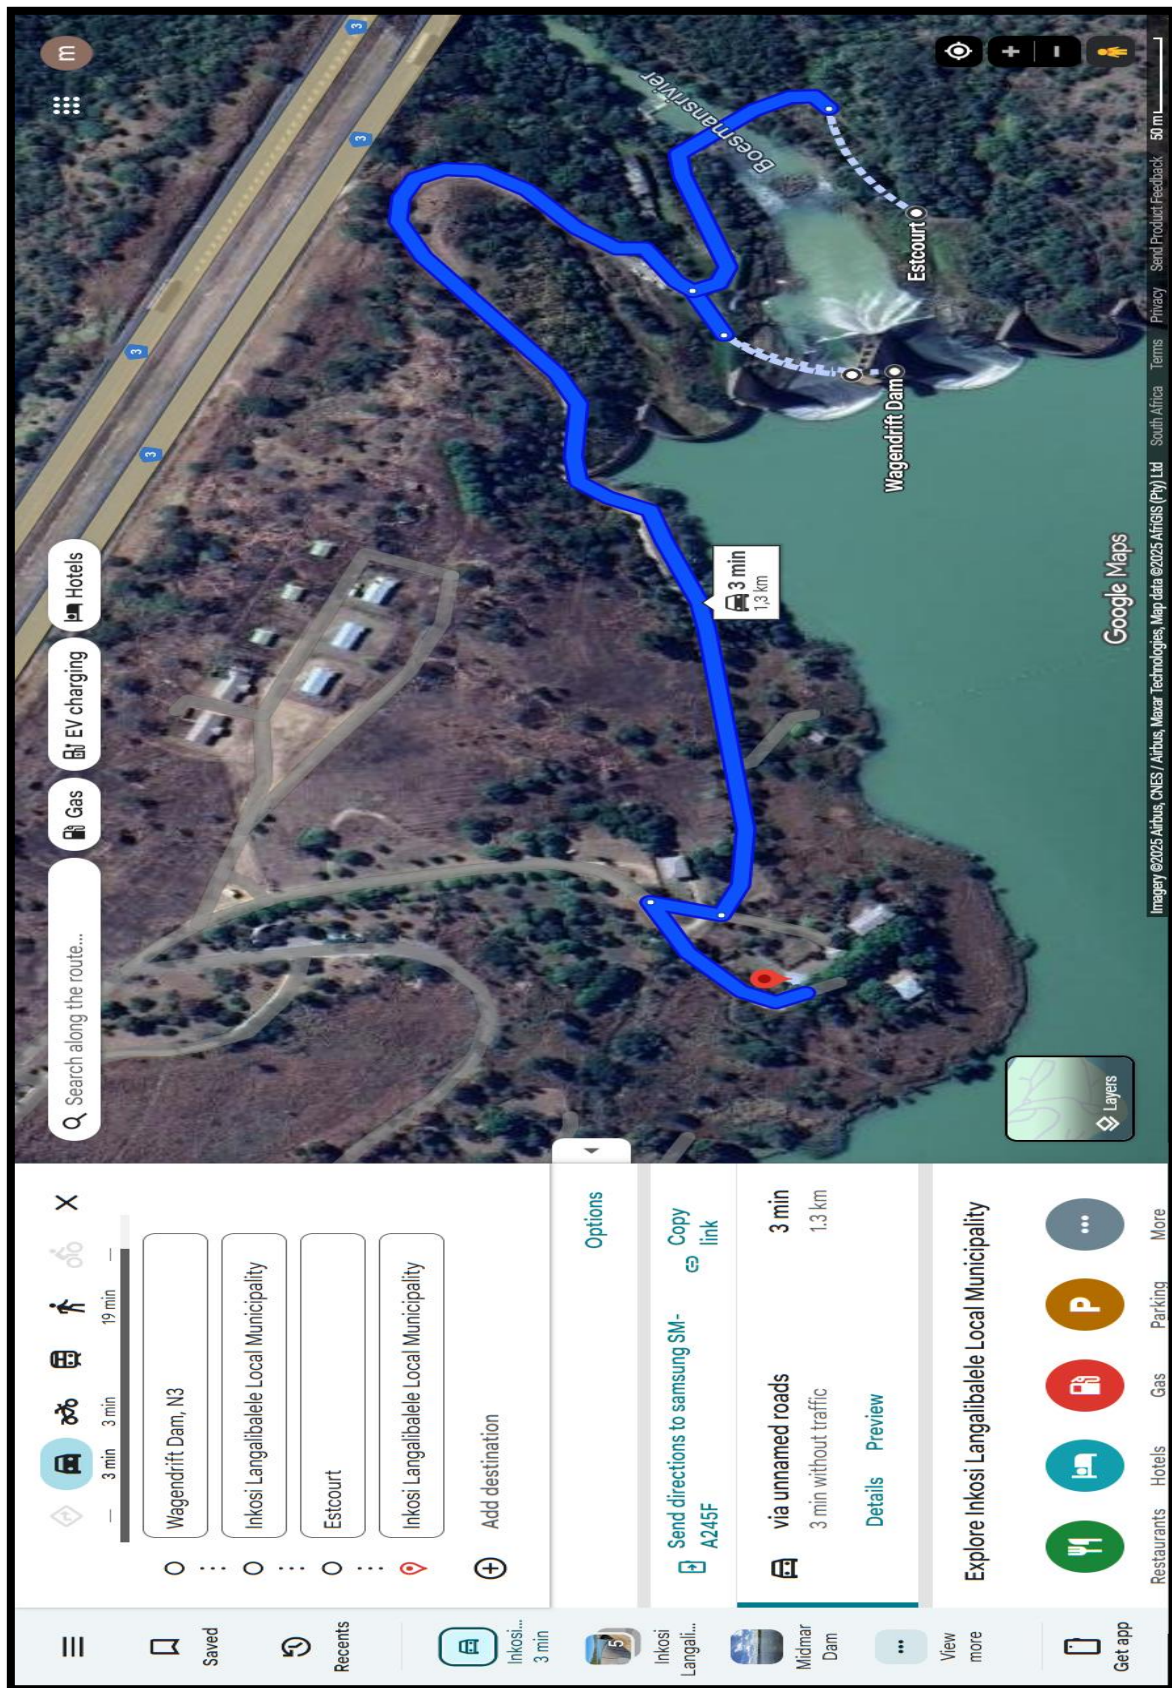 Saved
Recents
Inkosi...
3 min
5
Inkosi
Langali...
Midmar
Dam
View
more
Get app
—
3 min
3 min
19 min
—
Wagendrift Dam, N3
Inkosi Langalibalele Local Municipality
Estcourt
Inkosi Langalibalele Local Municipality
Add destination
Options
Send directions to samsung SM-
A245F
Copy
link
via unnamed roads
3 min
3 min without traffic
1.3 km
Details
Preview
Explore Inkosi Langalibalele Local Municipality
Restaurants
Hotels
Gas
P
Parking
More
Search along the route...
Gas
EV charging
Hotels
m
3
3
3
3
Boesmansrivier
3 min
1,3 km
Wagendrift Dam
Estcourt
Layers
Google Maps
Imagery ©2025 Airbus, CNES / Airbus, Maxar Technologies, Map data ©2025 AfriGIS (Pty) Ltd South Africa Terms Privacy Send Product Feedback 50 m